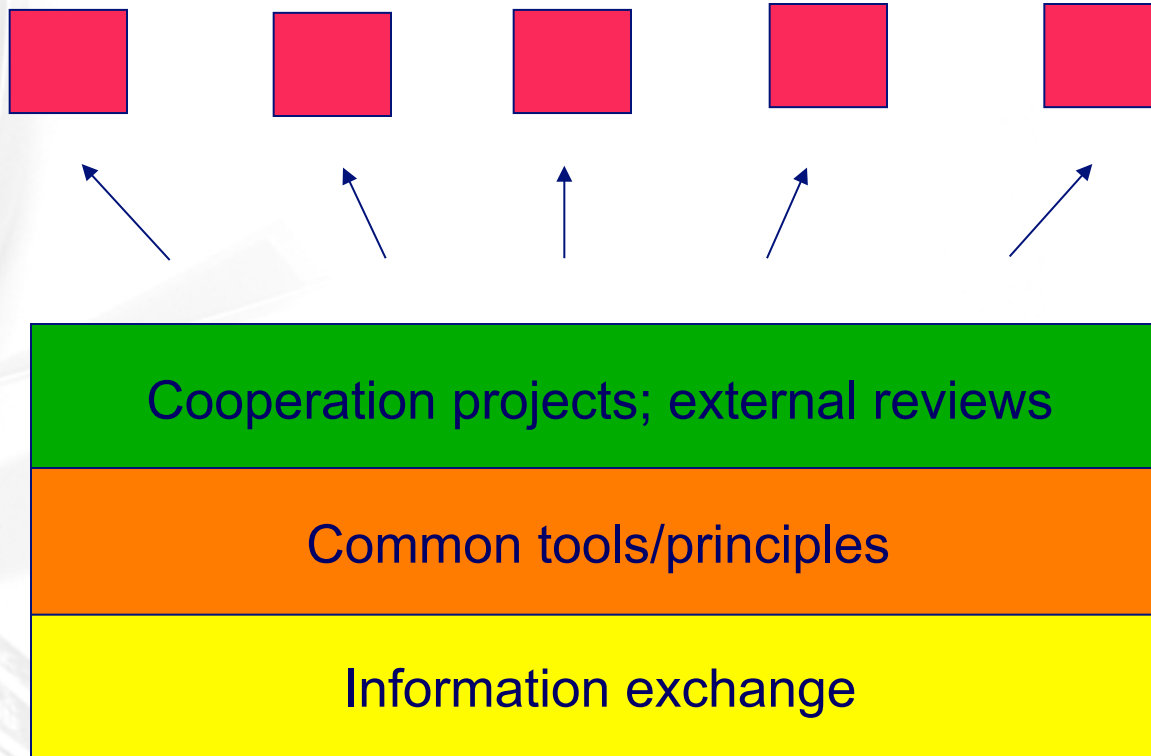 Cooperation projects; external reviews
Common tools/principles
Information exchange